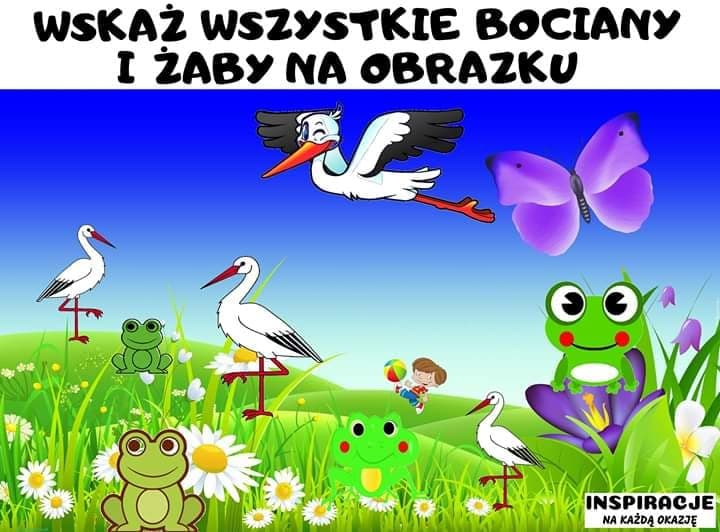 WSKAŻ WSZYSTKIE BOCIANY
I ŻABY NA OBRAZKU
INSPIRACJE
NA KAŻDĄ OKAZJĘ